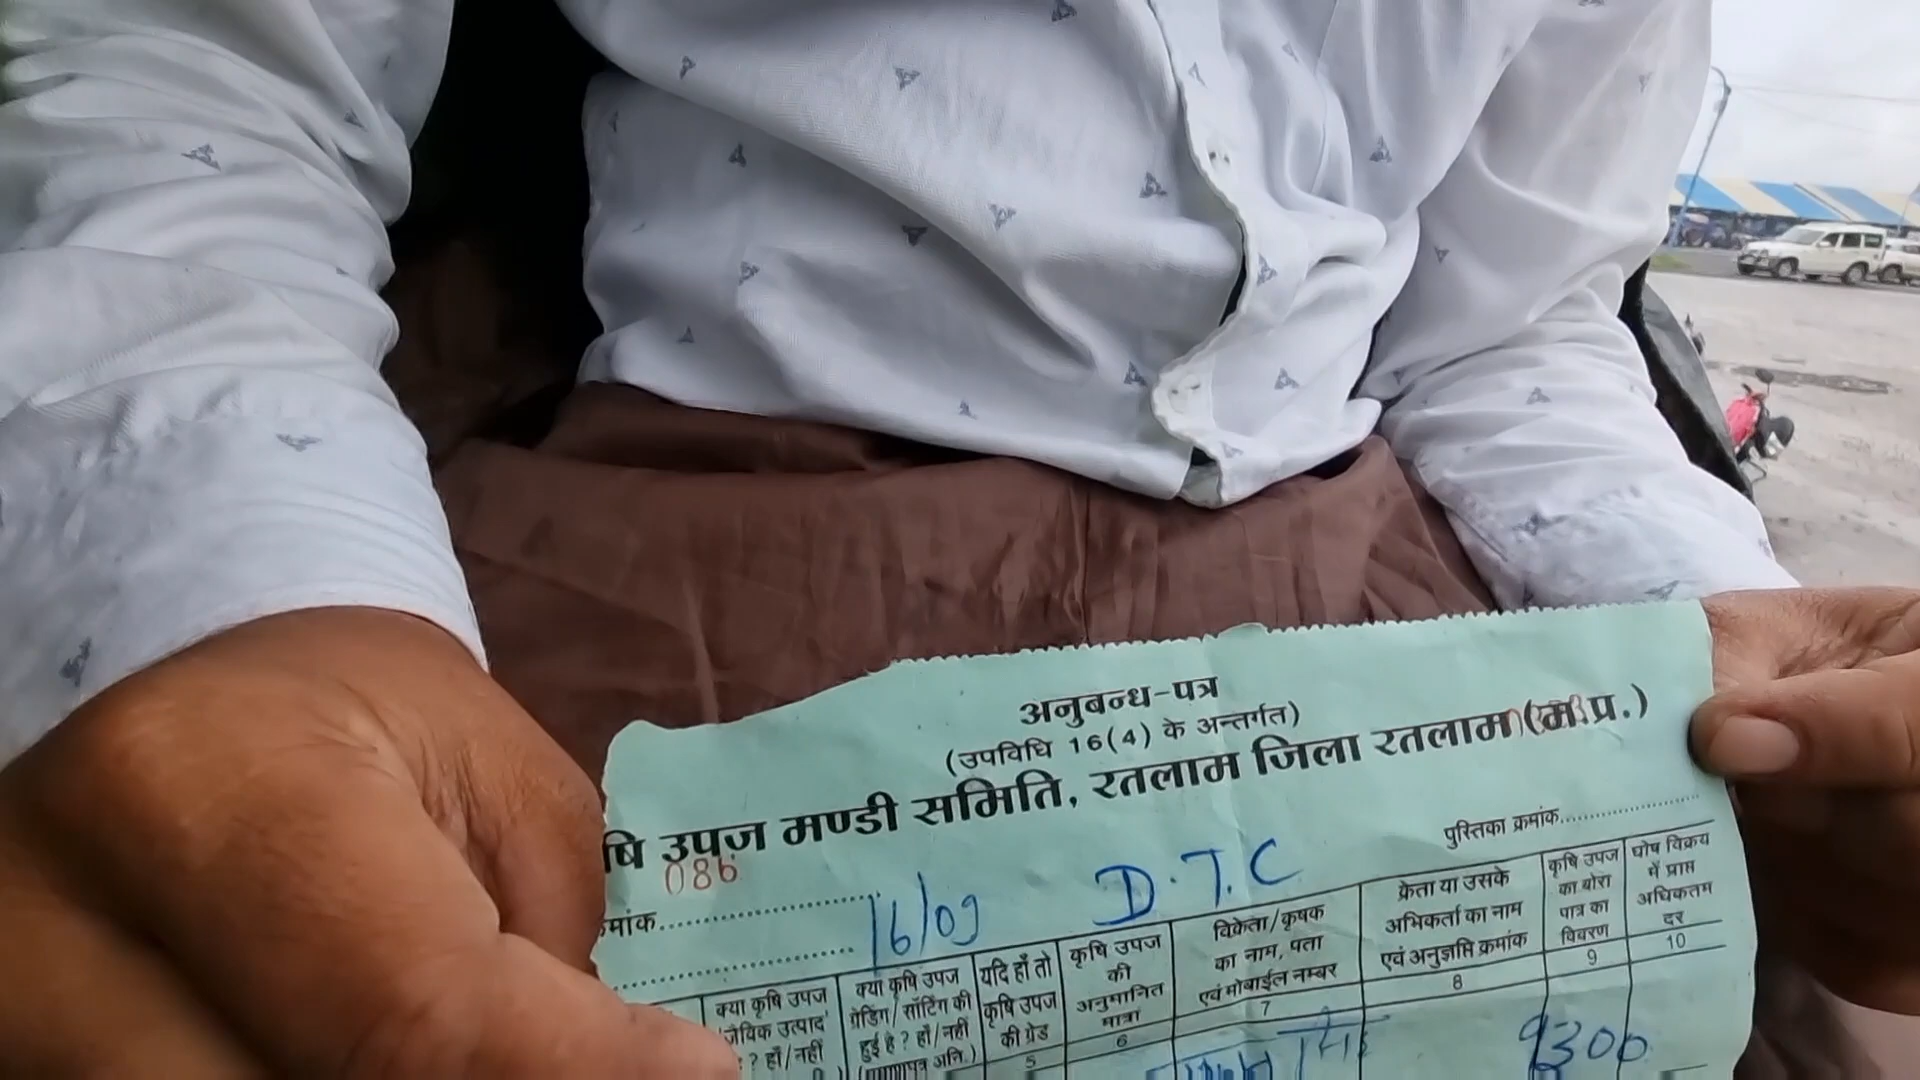 अनुबन्ध-पत्र
(उपविधि 16(4) के अन्तर्गत)
षि उपज मण्डी समिति, रतलाम जिला रतलाम (म.प्र.)
086
पुस्तिका क्रमांक....................
मांक....................
16/09 D.T.C
क्या कृषि उपज
'जैविक उत्पाद'
है ? हाँ/नहीं
क्या कृषि उपज
ग्रेडिंग/सॉर्टिंग की
हुई है ? हाँ/नहीं
यदि हाँ तो
कृषि उपज
की ग्रेड
5
कृषि उपज
की
अनुमानित
मात्रा
6
विक्रेता/कृषक
का नाम, पता
एवं मोबाईल नम्बर
7
क्रेता या उसके
अभिकर्ता का नाम
एवं अनुज्ञप्ति क्रमांक
8
कृषि उपज
का बोरा
पात्र का
विवरण
9
घोष विक्रय
में प्राप्त
अधिकतम
दर
10
9300